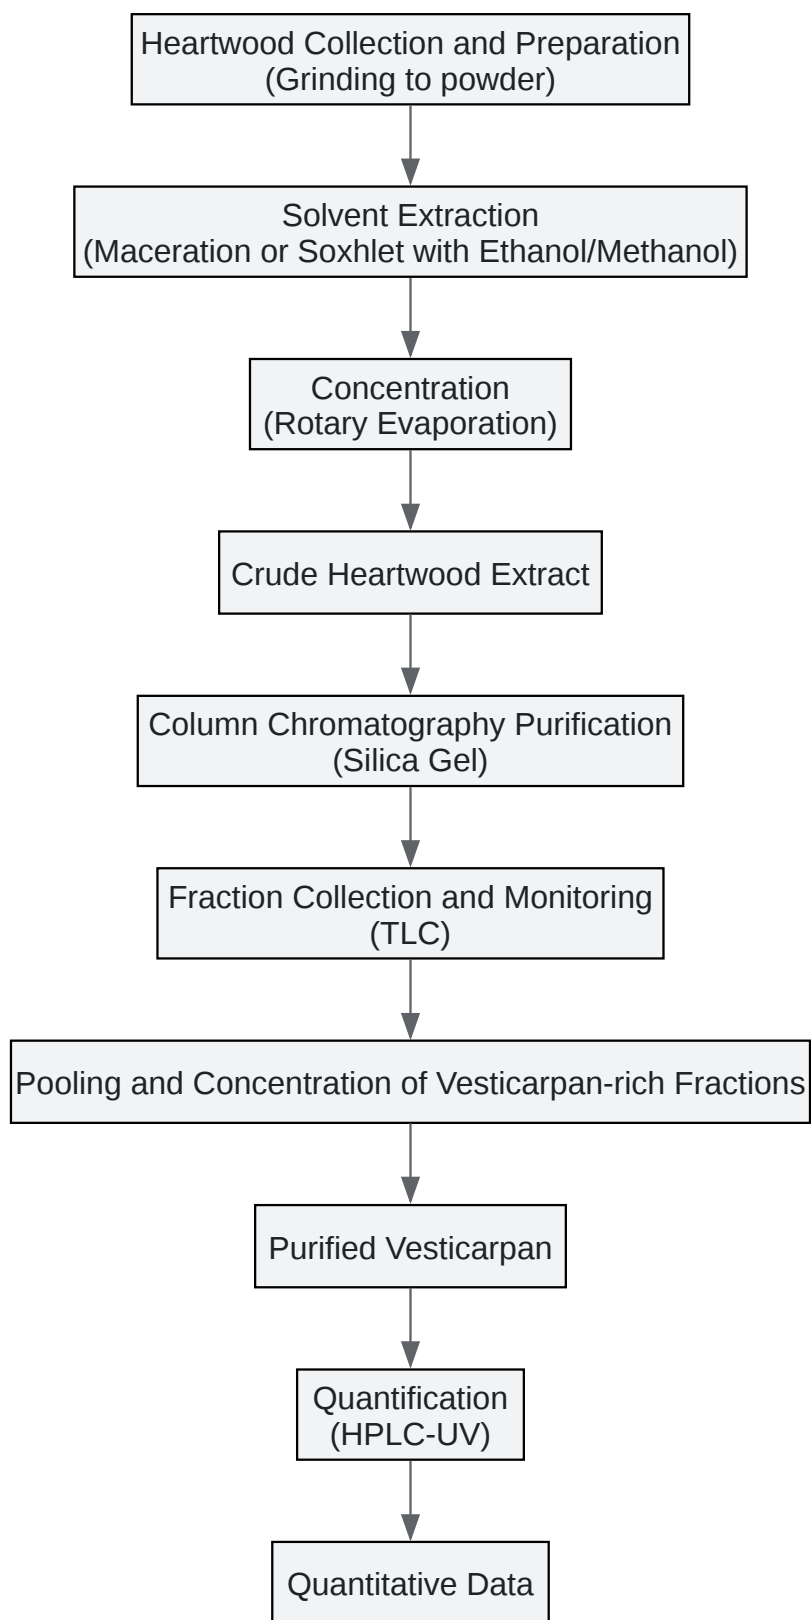 Heartwood Collection and Preparation
(Grinding to powder)
Solvent Extraction
(Maceration or Soxhlet with Ethanol/Methanol)
Concentration
(Rotary Evaporation)
Crude Heartwood Extract
Column Chromatography Purification
(Silica Gel)
Fraction Collection and Monitoring
(TLC)
Pooling and Concentration of Vesticarpan-rich Fractions
Purified Vesticarpan
Quantification
(HPLC-UV)
Quantitative Data